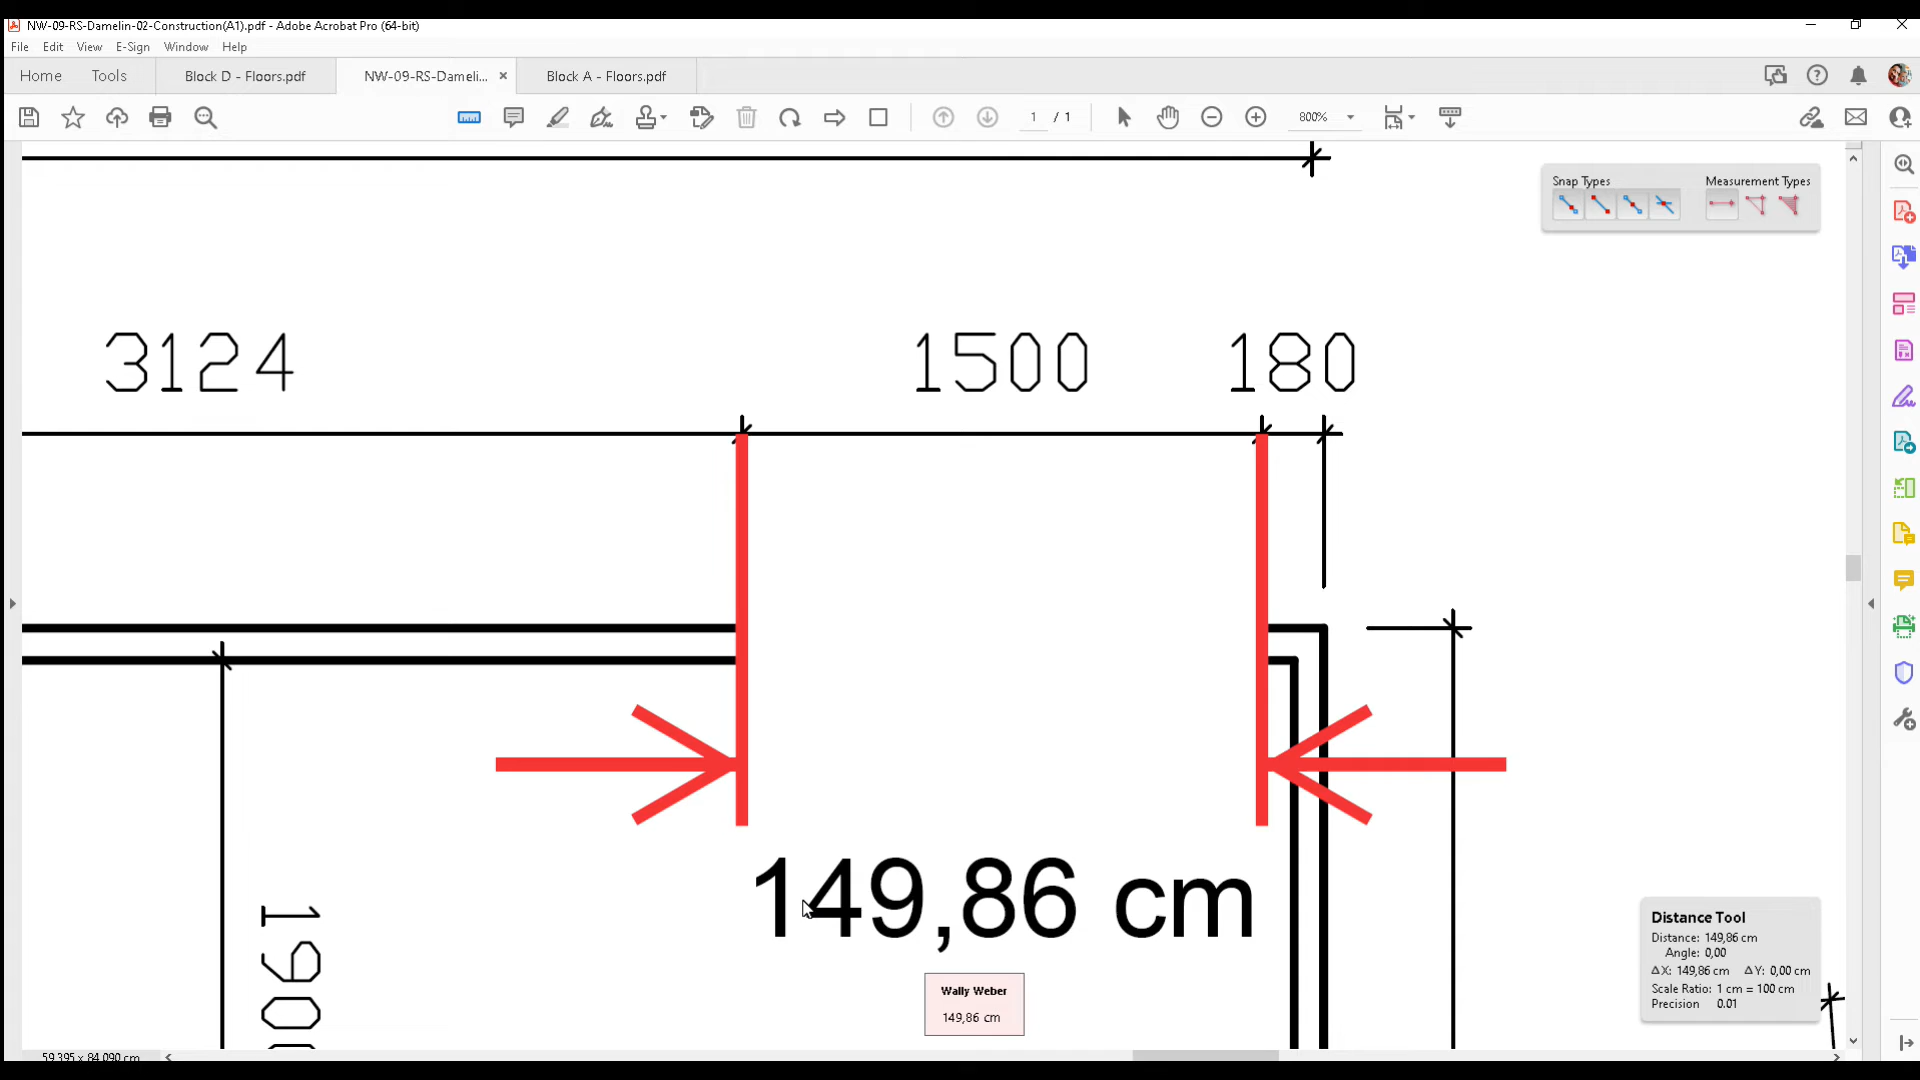 NW-09-RS-Damelin-02-Construction(A1).pdf - Adobe Acrobat Pro (64-bit)
File Edit View E-Sign Window Help
Home Tools Block D - Floors.pdf NW-09-RS-Dameli... × Block A - Floors.pdf
1 / 1 800%
Snap Types Measurement Types
3124 1500 180
149,86 cm
1900
Wally Weber
149,86 cm
Distance Tool
Distance: 149,86 cm
Angle: 0,00
ΔX: 149,86 cm ΔY: 0,00 cm
Scale Ratio: 1 cm = 100 cm
Precision 0.01
59.395 x 84.090 cm